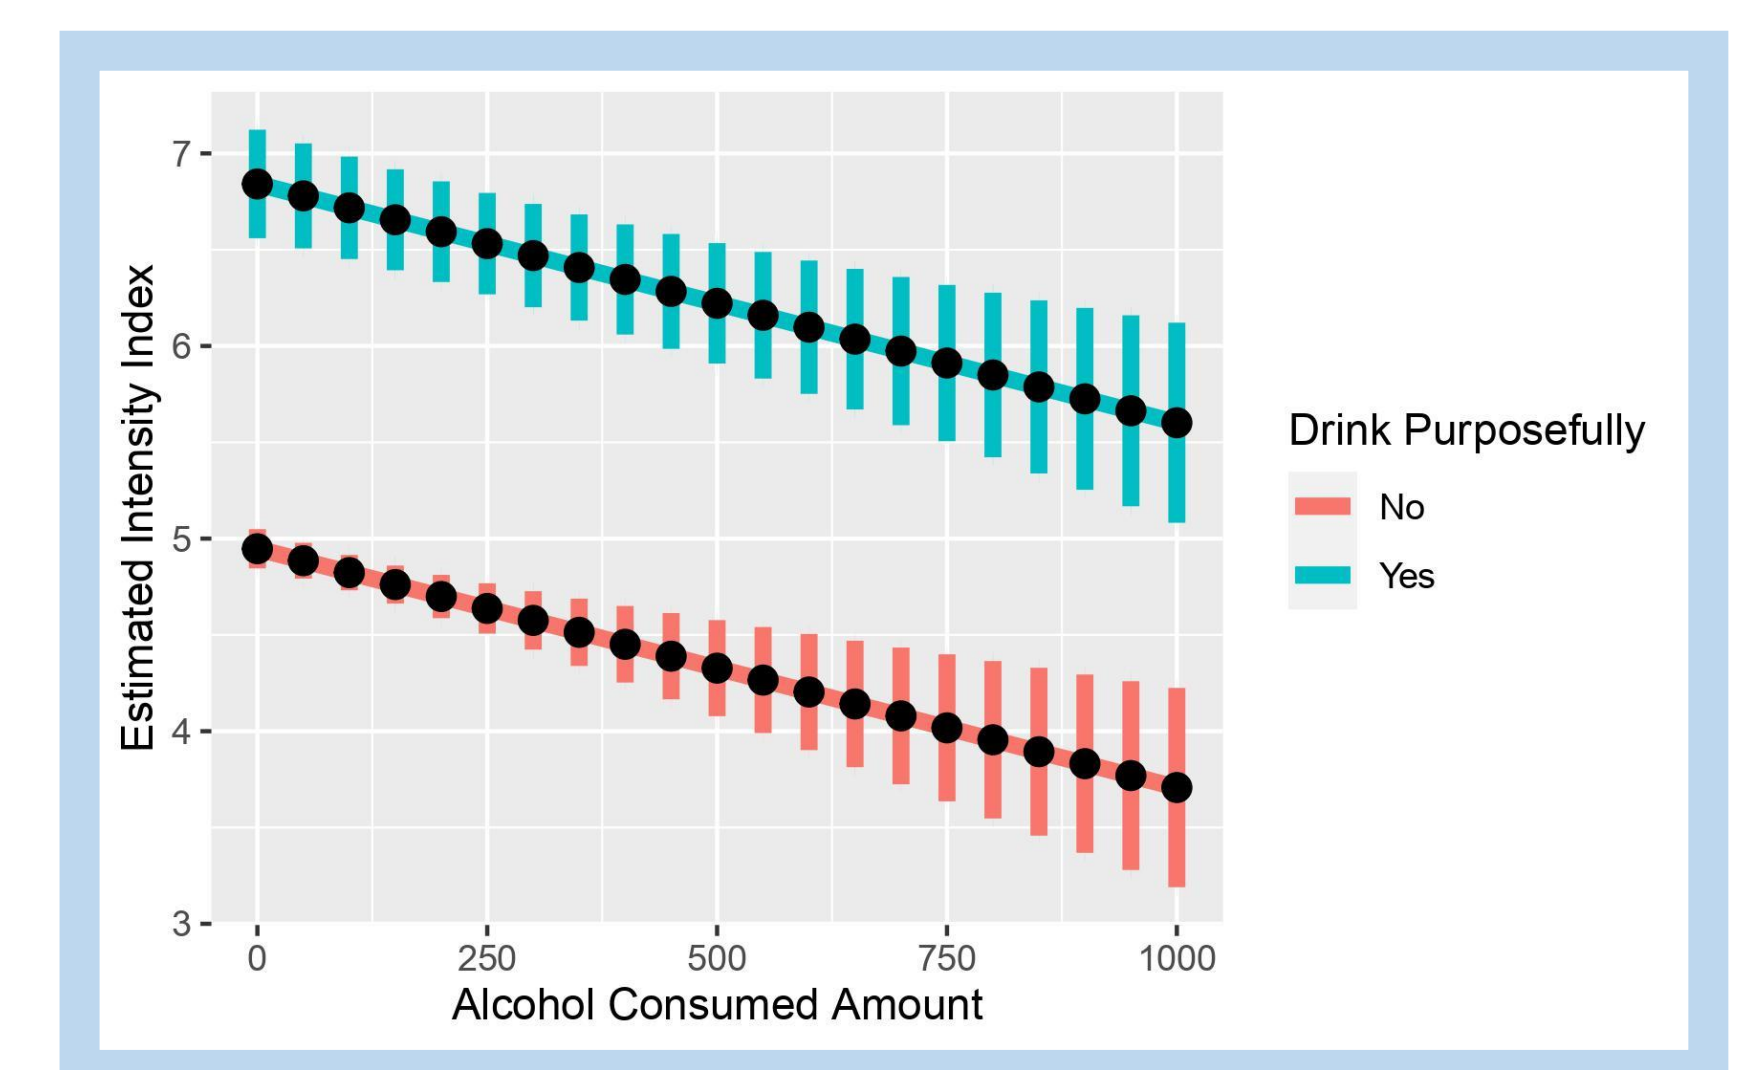 7
6
5
4
3
Estimated Intensity Index
0 250 500 750 1000
Alcohol Consumed Amount
Drink Purposefully
No
Yes